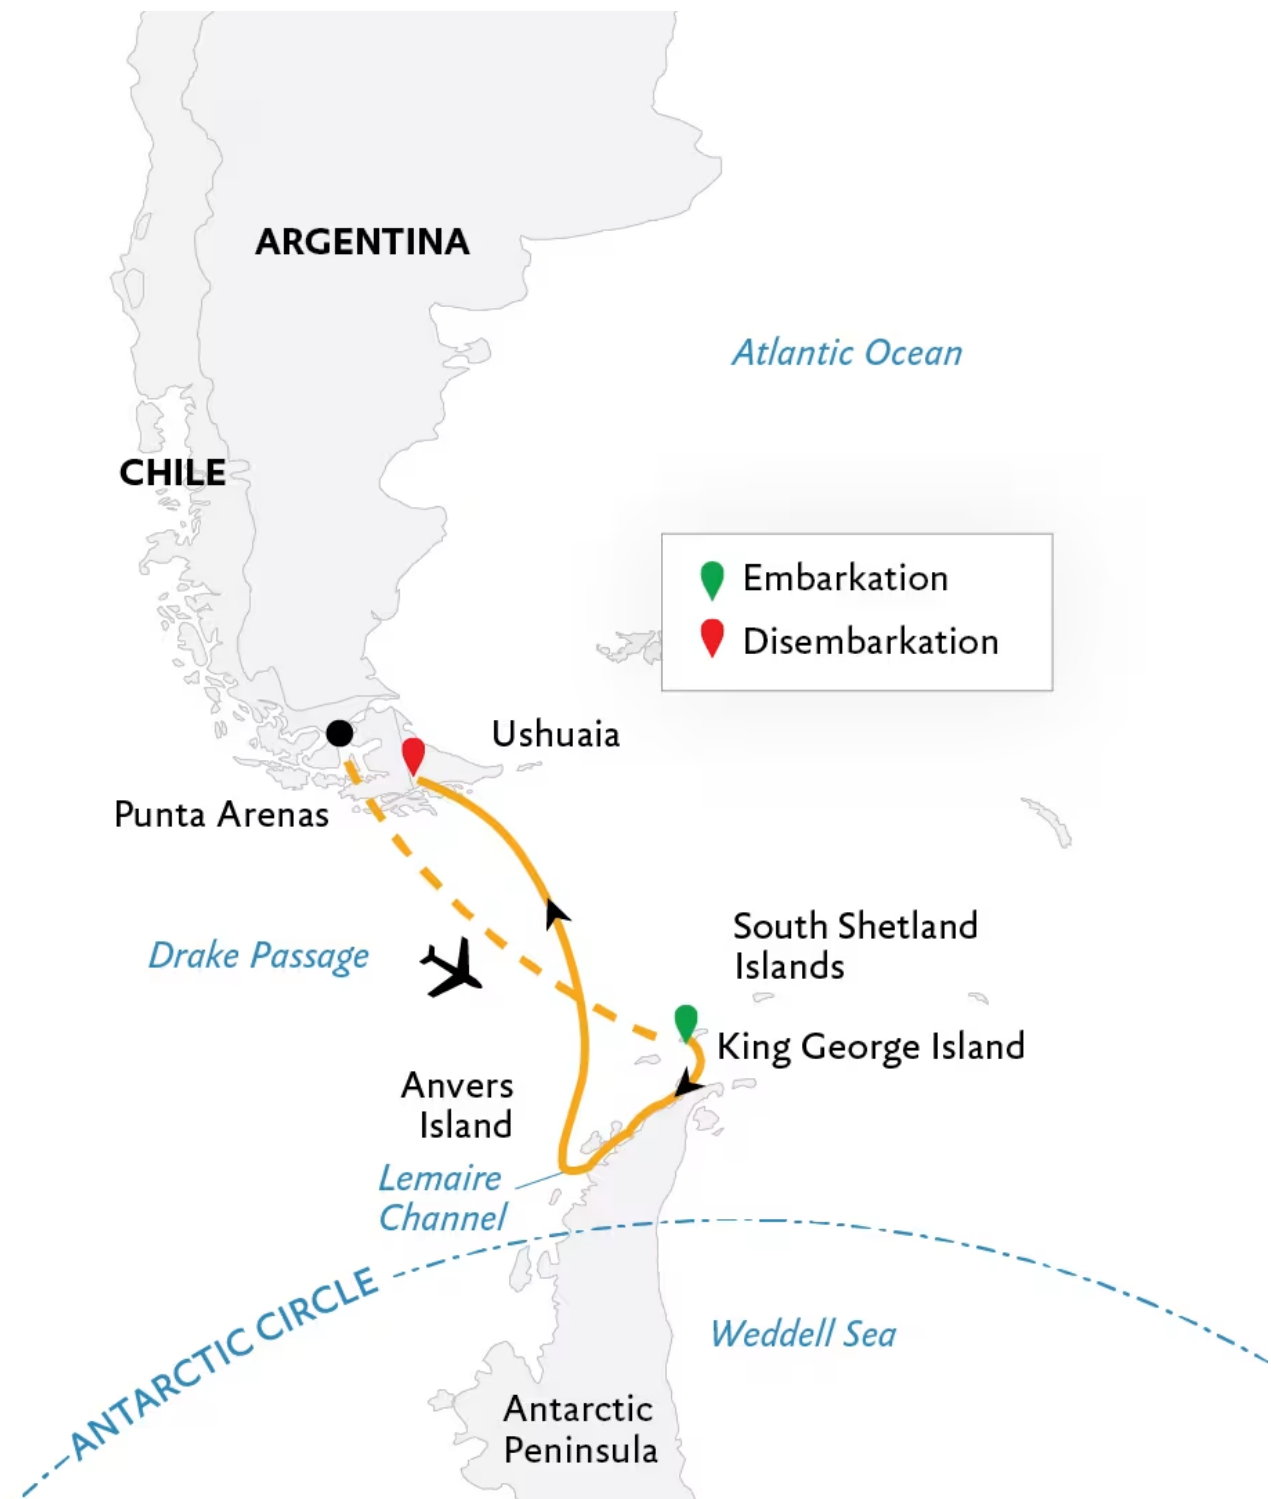 ARGENTINA
Atlantic Ocean
CHILE
Embarkation
Disembarkation
Ushuaia
Punta Arenas
South Shetland
Islands
Drake Passage
King George Island
Anvers
Island
Lemaire
Channel
ANTARCTIC CIRCLE
Weddell Sea
Antarctic
Peninsula